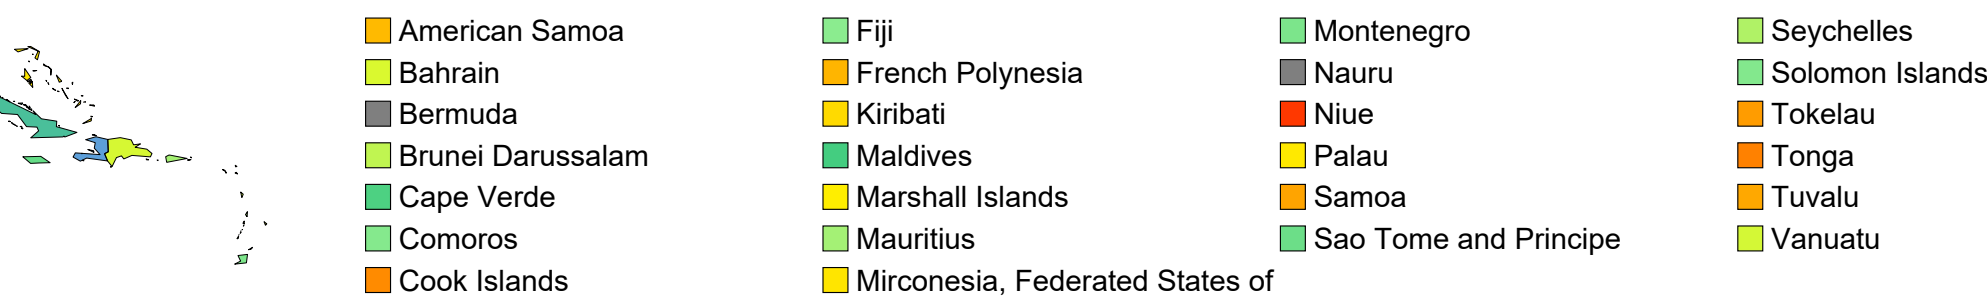 American Samoa
Bahrain
Bermuda
Brunei Darussalam
Cape Verde
Comoros
Cook Islands
Fiji
French Polynesia
Kiribati
Maldives
Marshall Islands
Mauritius
Mirconesia, Federated States of
Montenegro
Nauru
Niue
Palau
Samoa
Sao Tome and Principe
Seychelles
Solomon Islands
Tokelau
Tonga
Tuvalu
Vanuatu